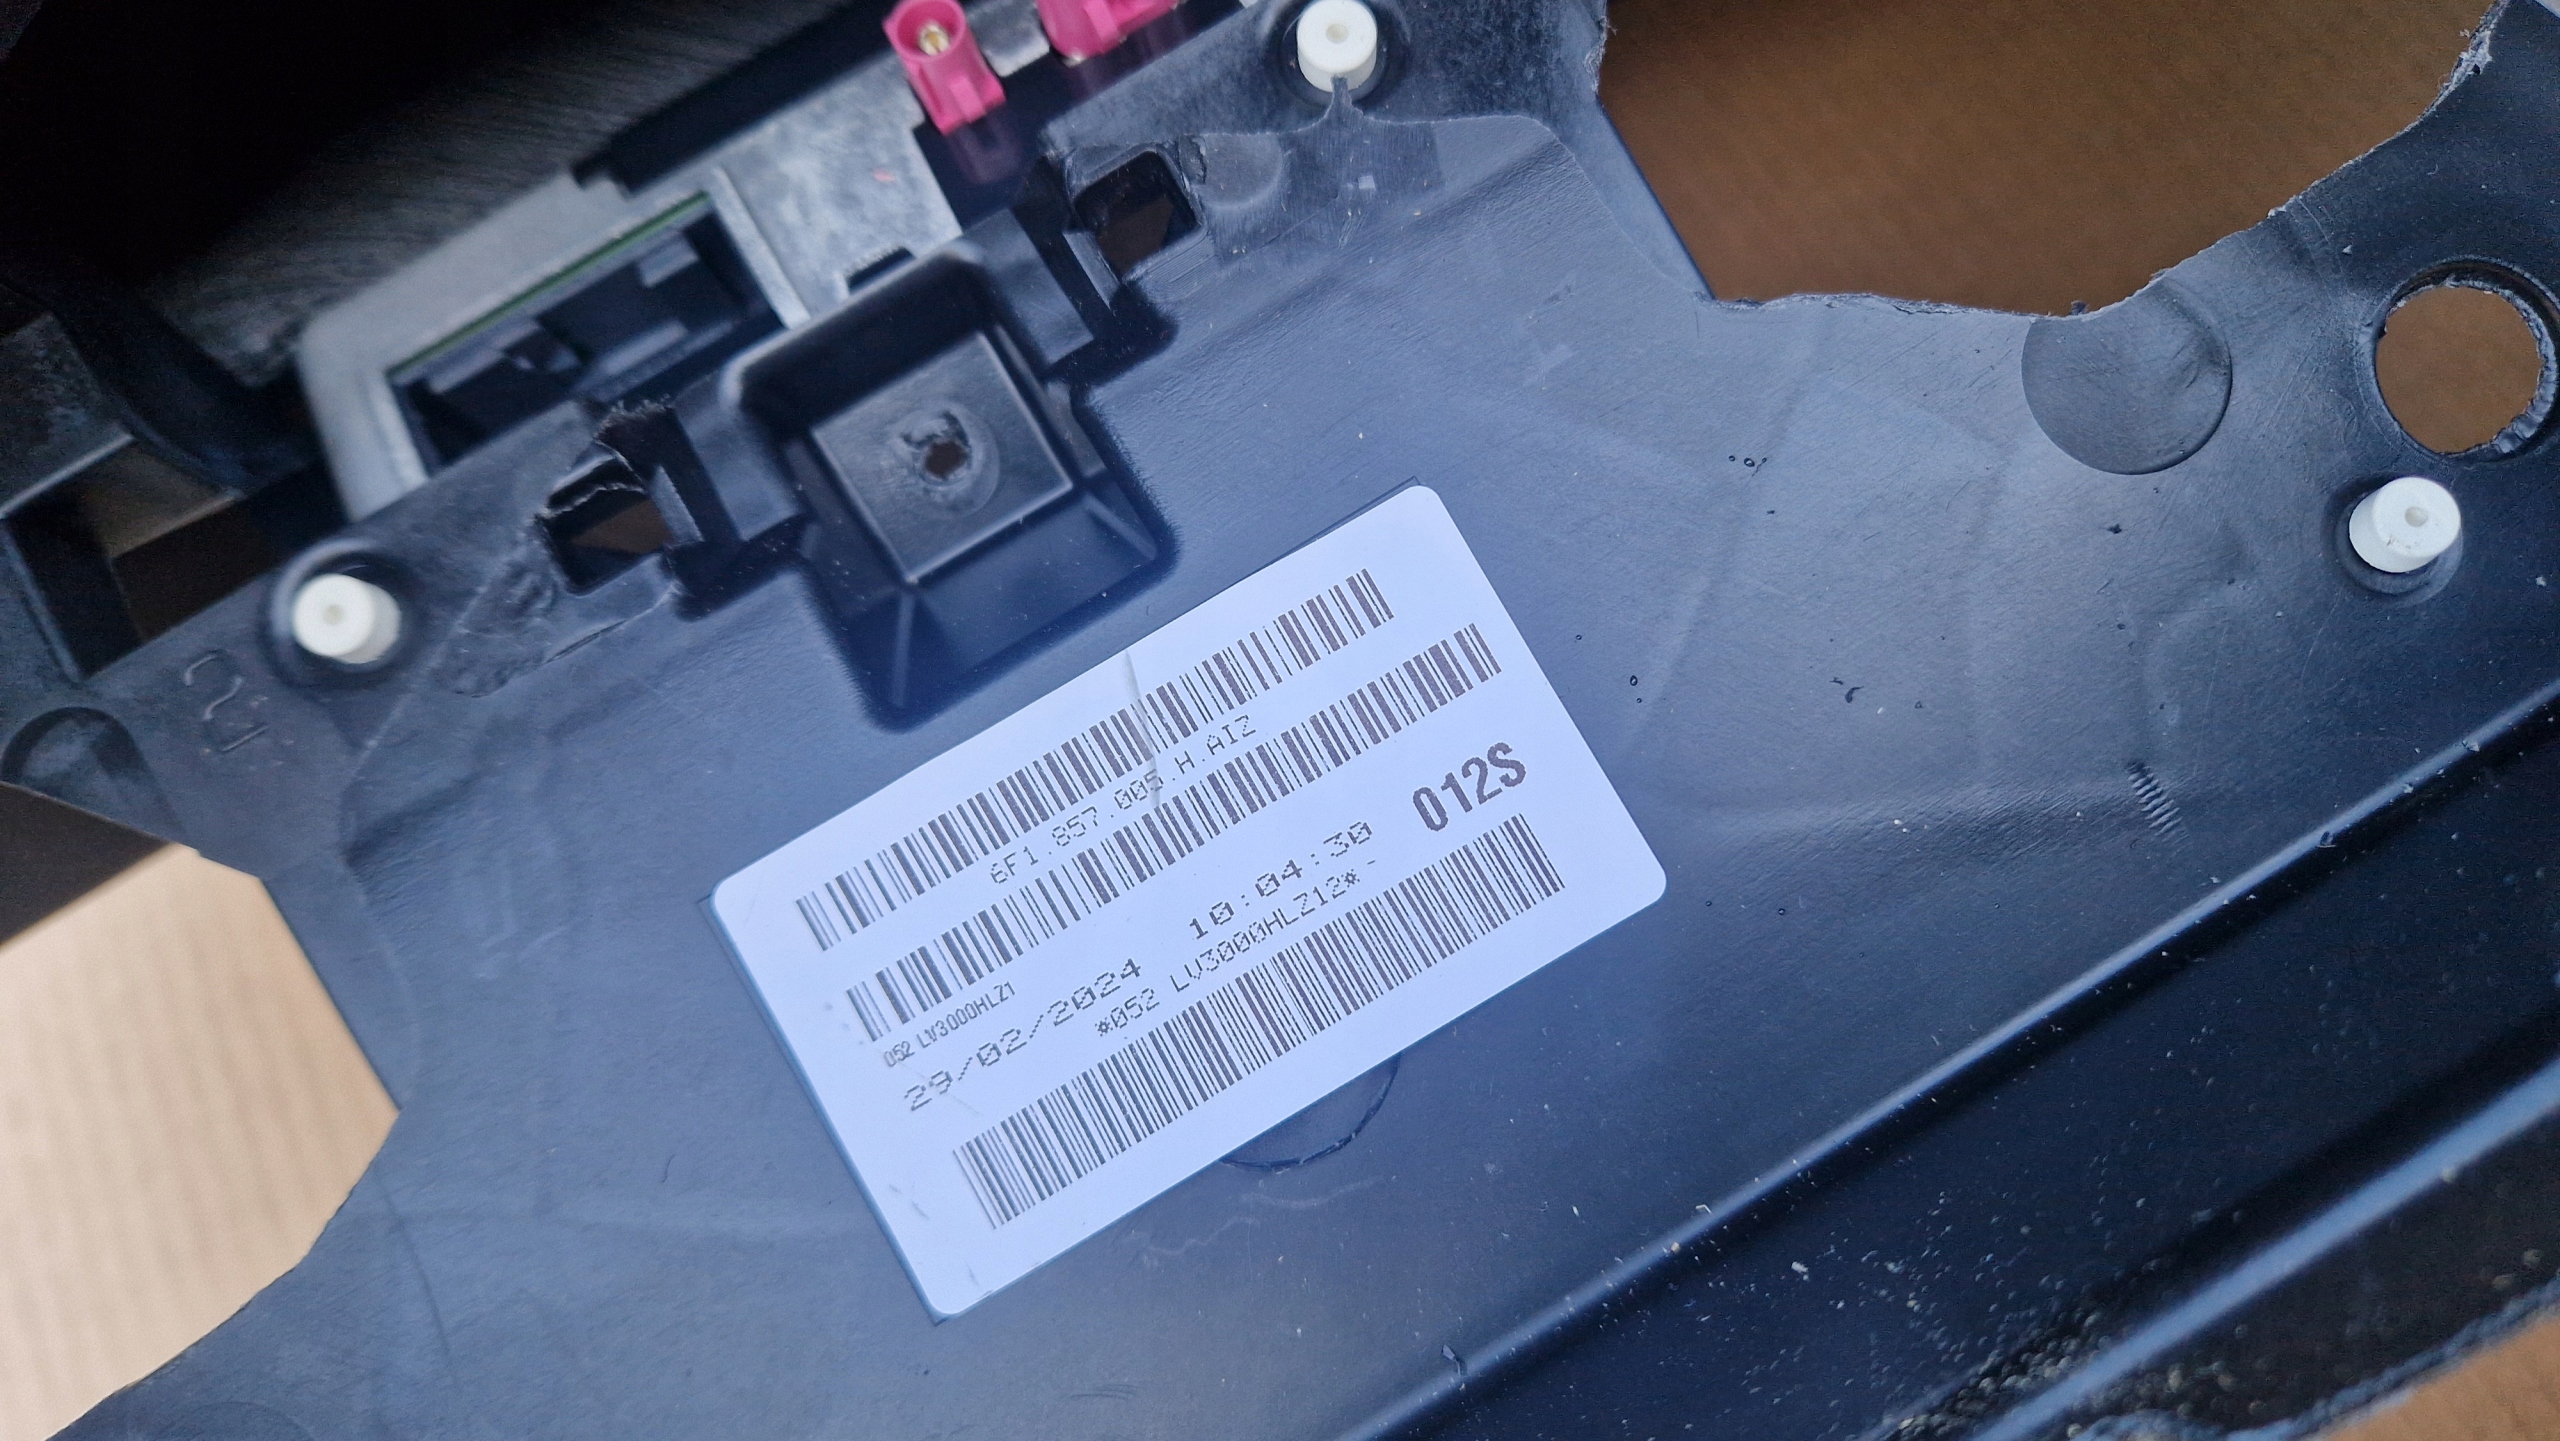 6F1.857.005.H.AIZ
052 LV3000HLZ1
29/02/2024 10:04:30 012S
*052 LV3000HLZ12*